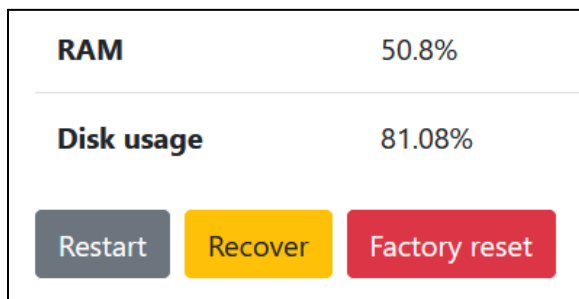 RAM 50.8%
Disk usage 81.08%
Restart Recover Factory reset